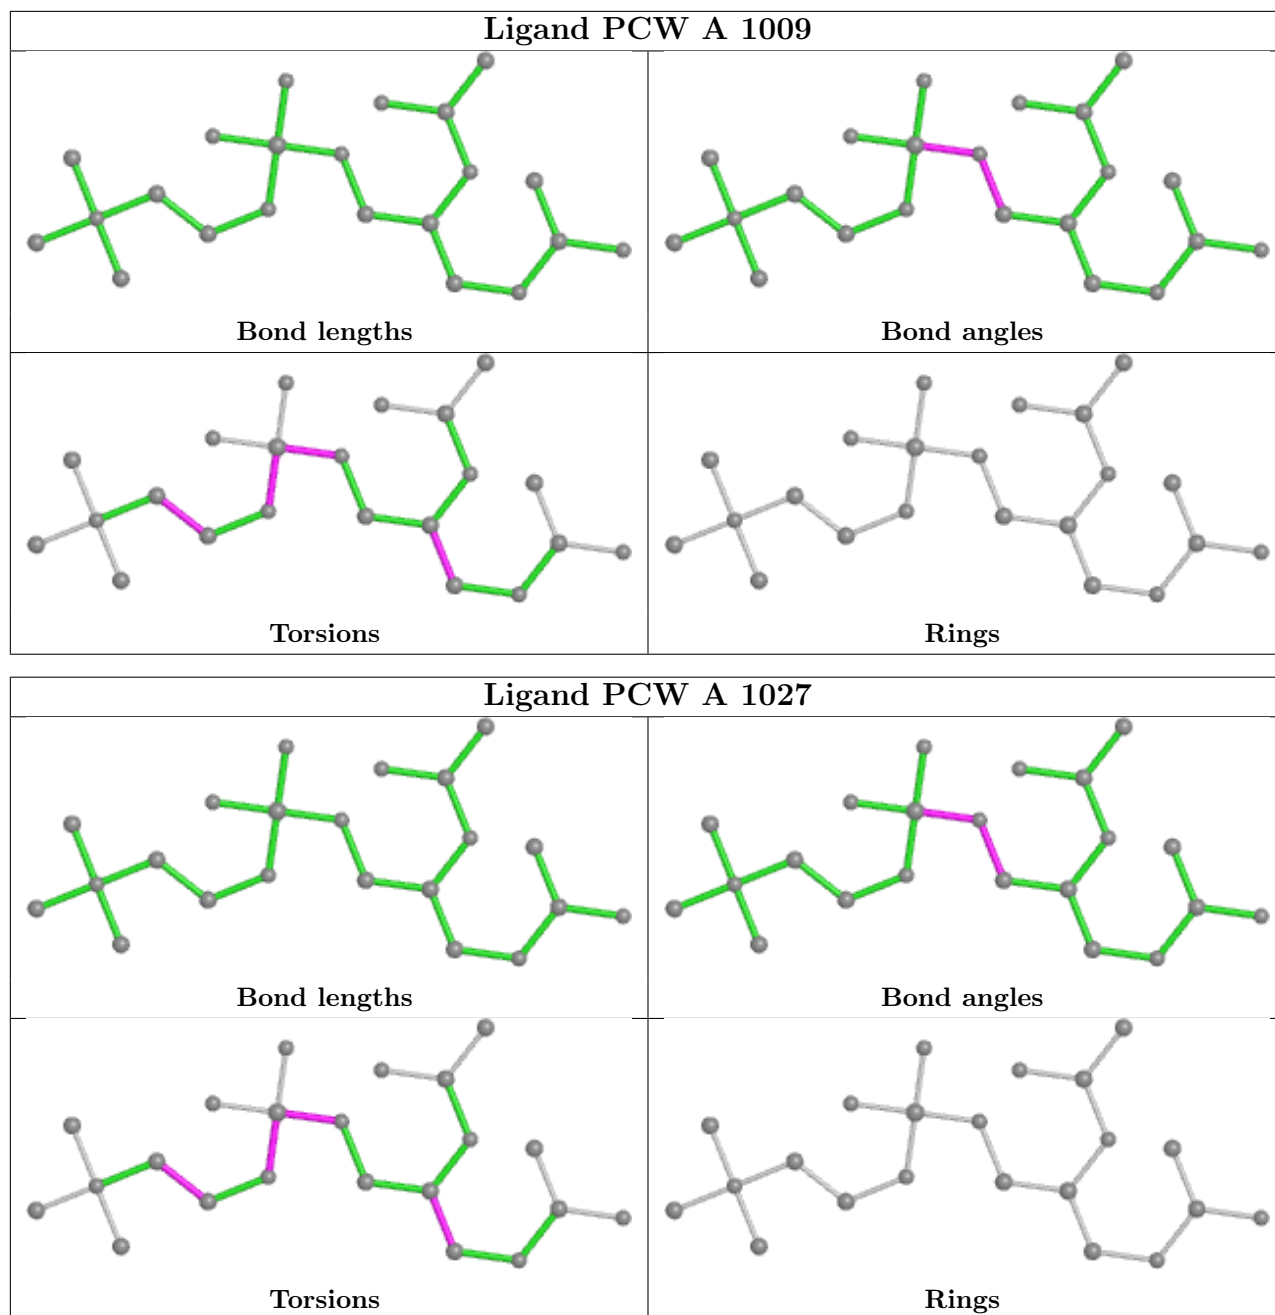 Ligand PCW A 1009
Bond lengths
Bond angles
Torsions
Rings
Ligand PCW A 1027
Bond lengths
Bond angles
Torsions
Rings